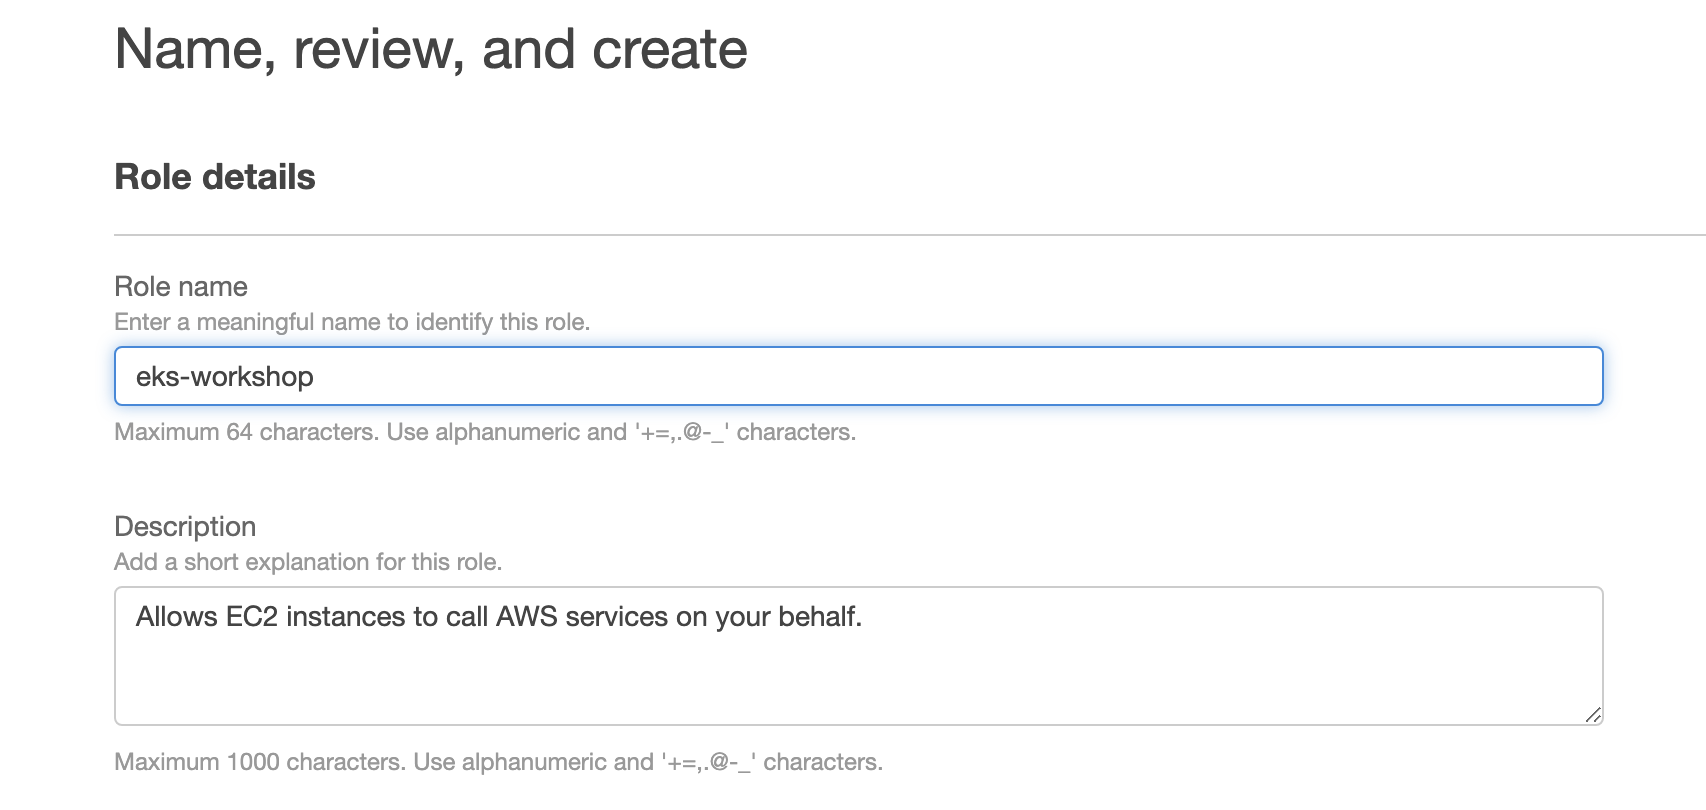 Name, review, and create
Role details
Role name
Enter a meaningful name to identify this role.
eks-workshop
Maximum 64 characters. Use alphanumeric and '+=,.@-_' characters.
Description
Add a short explanation for this role.
Allows EC2 instances to call AWS services on your behalf.
Maximum 1000 characters. Use alphanumeric and '+=,.@-_' characters.